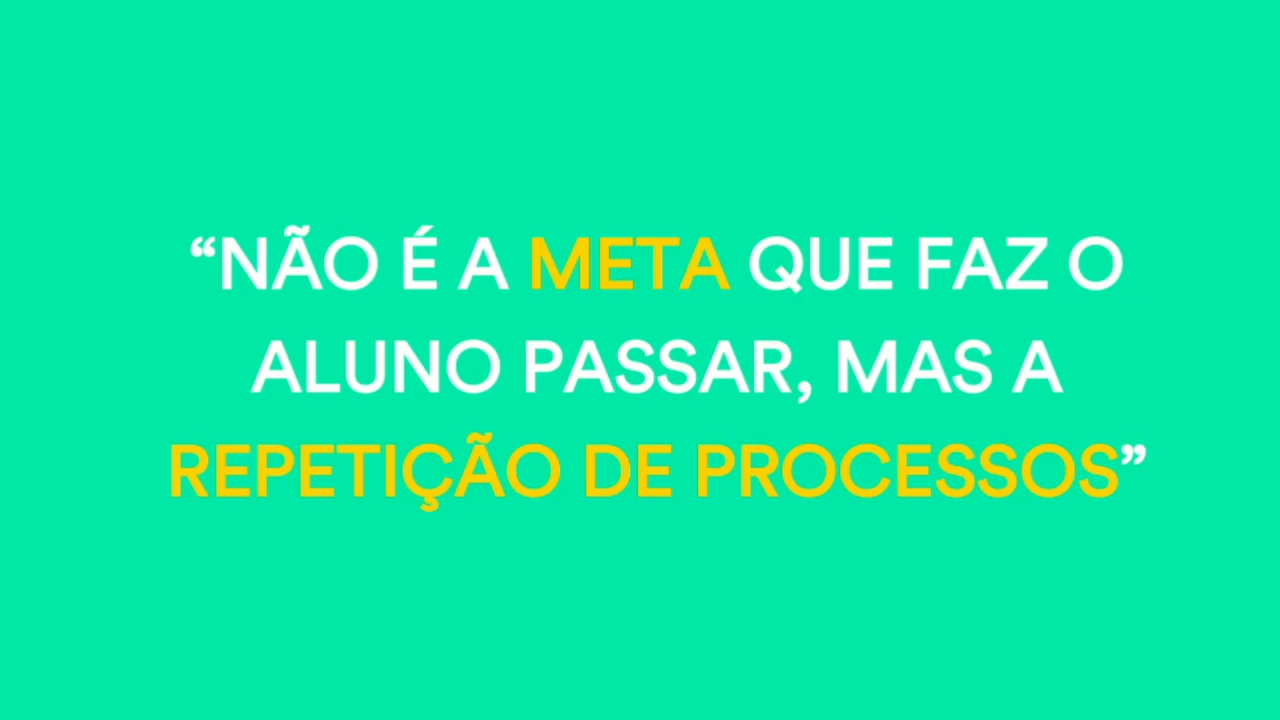 “NÃO É A META QUE FAZ O
ALUNO PASSAR, MAS A
REPETIÇÃO DE PROCESSOS”